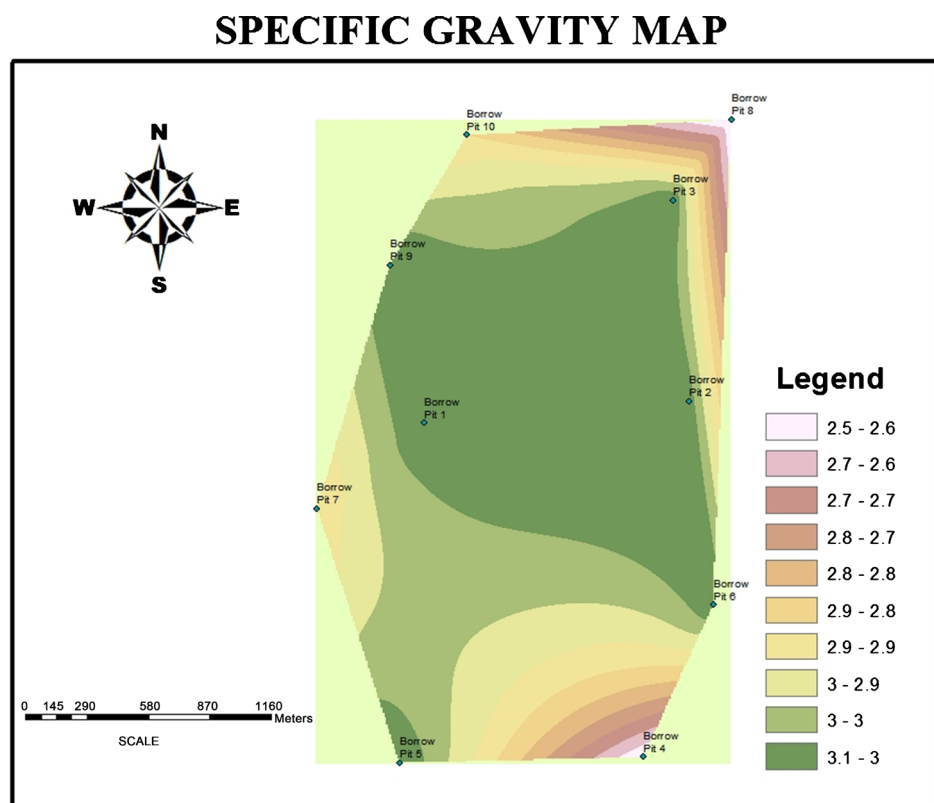 SPECIFIC GRAVITY MAP
N
W
E
S
Borrow
Pit 8
Borrow
Pit 10
Borrow
Pit 3
Borrow
Pit 9
Borrow
Pit 2
Borrow
Pit 1
Borrow
Pit 7
Borrow
Pit 6
Borrow
Pit 4
Borrow
Pit 5
0 145 290 580 870 1160
Meters
SCALE
Legend
2.5 - 2.6
2.7 - 2.6
2.7 - 2.7
2.8 - 2.7
2.8 - 2.8
2.9 - 2.8
2.9 - 2.9
3 - 2.9
3 - 3
3.1 - 3